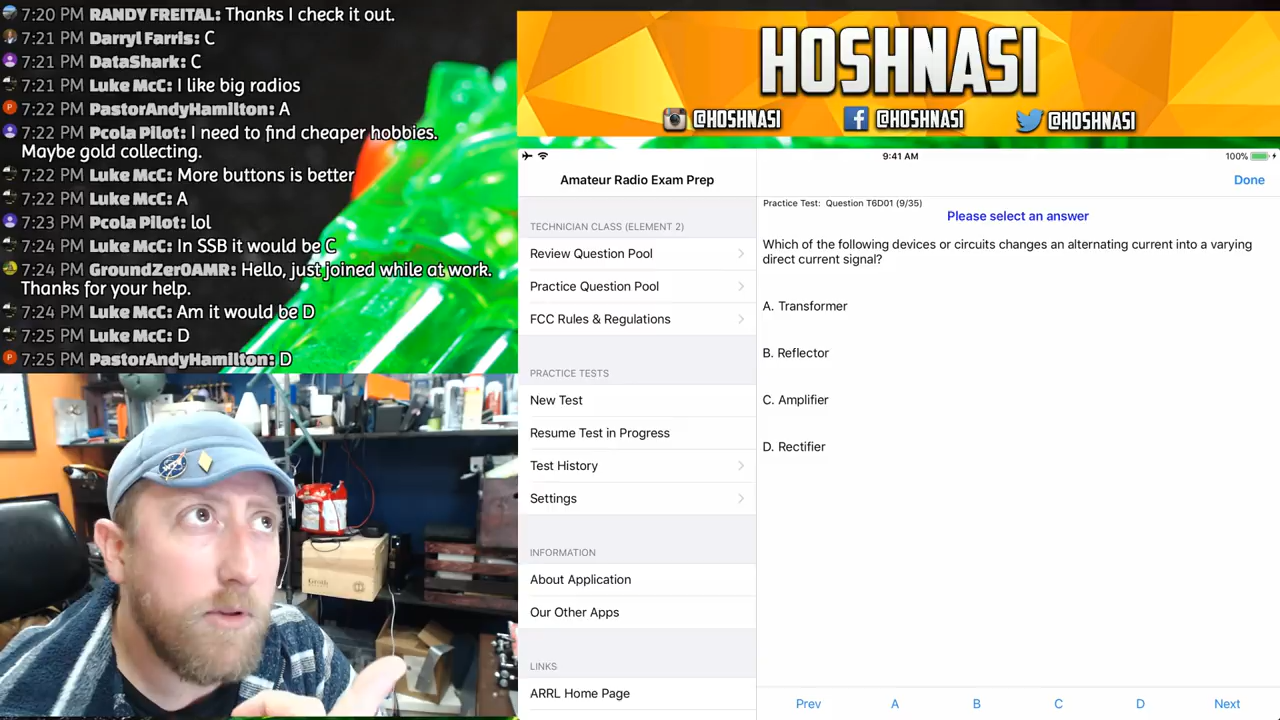 7:20 PM RANDY FREITAL: Thanks I check it out.
7:21 PM Darryl Farris: C
7:21 PM DataShark: C
7:21 PM Luke McC: I like big radios
7:22 PM PastorAndyHamilton: A
7:22 PM Pcola Pilot: I need to find cheaper hobbies.
Maybe gold collecting.
7:22 PM Luke McC: More buttons is better
7:22 PM Luke McC: A
7:23 PM Pcola Pilot: lol
7:24 PM Luke McC: In SSB it would be C
7:24 PM GroundZer0AMR: Hello, just joined while at work.
Thanks for your help.
7:24 PM Luke McC: Am it would be D
7:25 PM Luke McC: D
7:25 PM PastorAndyHamilton: D
HOSHNASI
@HOSHNASI
@HOSHNASI
@HOSHNASI
9:41 AM
100%
Amateur Radio Exam Prep
TECHNICIAN CLASS (ELEMENT 2)
Review Question Pool
Practice Question Pool
FCC Rules & Regulations
PRACTICE TESTS
New Test
Resume Test in Progress
Test History
Settings
INFORMATION
About Application
Our Other Apps
LINKS
ARRL Home Page
Done
Practice Test: Question T6D01 (9/35)
Please select an answer
Which of the following devices or circuits changes an alternating current into a varying
direct current signal?
A. Transformer
B. Reflector
C. Amplifier
D. Rectifier
Prev
A
B
C
D
Next